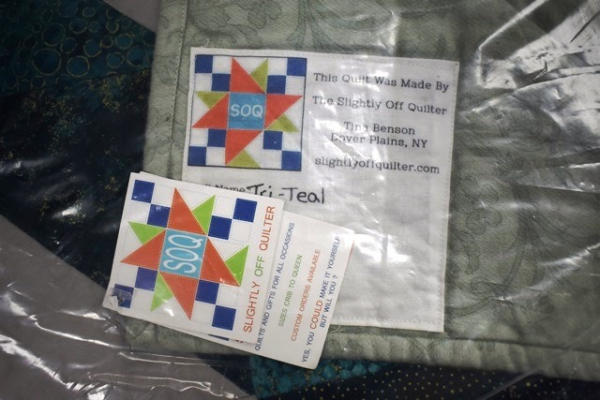 SOQ
This Quilt Was Made By
The Slightly Off Quilter
Tina Benson
Dover Plains, NY
slightlyoffquilter.com
Name Tri-Teal
SOQ
SLIGHTLY OFF QUILTER
QUILTS AND GIFTS FOR ALL OCCASIONS
SIZES CRIB TO QUEEN
CUSTOM ORDERS AVAILABLE
YES, YOU COULD MAKE IT YOURSELF
BUT WILL YOU ?